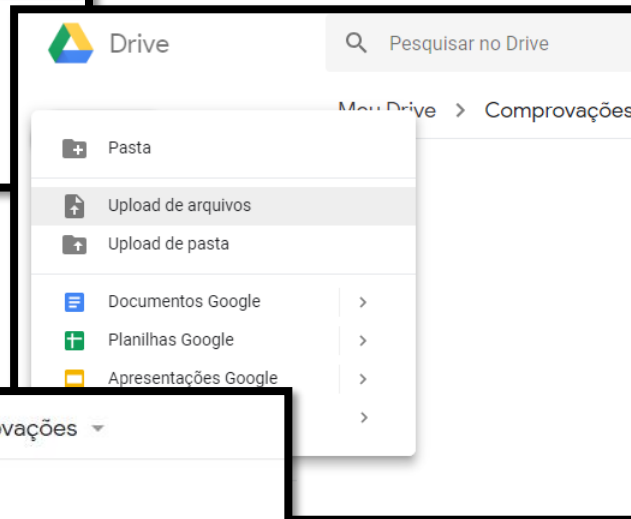 Drive
Pesquisar no Drive
Meu Drive > Comprovações
Pasta
Upload de arquivos
Upload de pasta
Documentos Google
Planilhas Google
Apresentações Google
vações